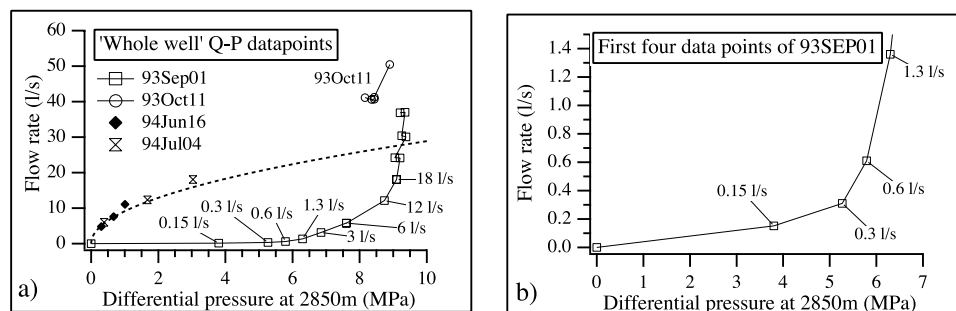 'Whole well' Q-P datapoints
93Sep01
93Oct11
94Jun16
94Jul04
93Oct11
0.15 l/s
0.3 l/s
0.6 l/s
1.3 l/s
3 l/s
6 l/s
12 l/s
18 l/s
Flow rate (l/s)
60
50
40
30
20
10
0
0 2 4 6 8 10
Differential pressure at 2850m (MPa)
a)
First four data points of 93SEP01
1.3 l/s
0.6 l/s
0.3 l/s
0.15 l/s
Flow rate (l/s)
1.4
1.2
1.0
0.8
0.6
0.4
0.2
0.0
0 1 2 3 4 5 6 7
Differential pressure at 2850m (MPa)
b)